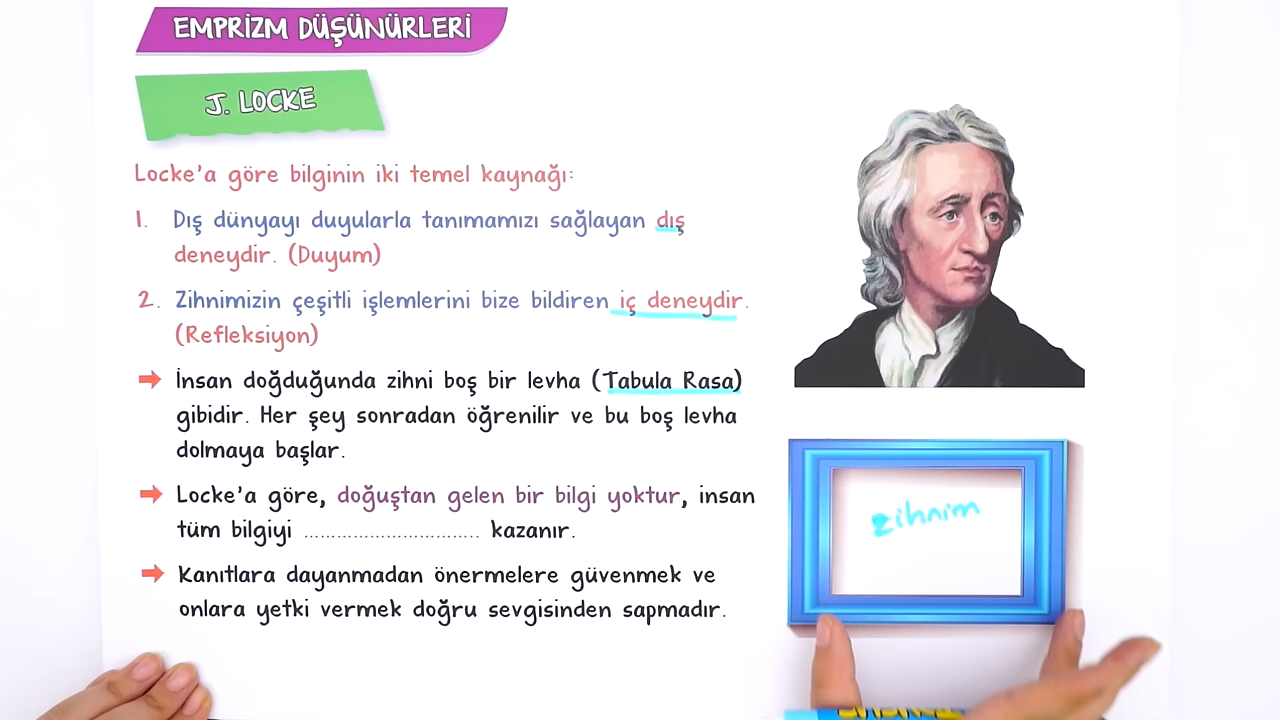 EMPRİZM DÜŞÜNÜRLERİ
J. LOCKE
Locke'a göre bilginin iki temel kaynağı:
1. Dış dünyayı duyularla tanımamızı sağlayan dış
deneydir. (Duyum)
2. Zihnimizin çeşitli işlemlerini bize bildiren iç deneydir.
(Refleksiyon)
İnsan doğduğunda zihni boş bir levha (Tabula Rasa)
gibidir. Her şey sonradan öğrenilir ve bu boş levha
dolmaya başlar.
Locke'a göre, doğuştan gelen bir bilgi yoktur, insan
tüm bilgiyi ................................ kazanır.
Kanıtlara dayanmadan önermelere güvenmek ve
onlara yetki vermek doğru sevgisinden sapmadır.
zihnim